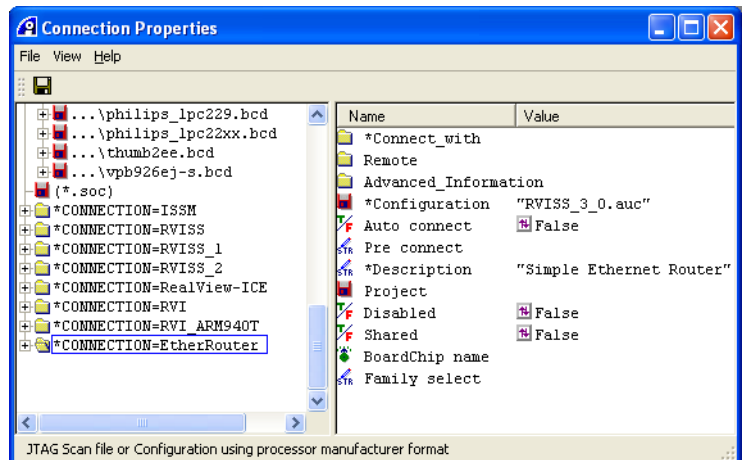 Connection Properties
File View Help
...\philips_lpc229.bcd
...\philips_lpc22xx.bcd
...\thumb2ee.bcd
...\vpb926ej-s.bcd
(*.soc)
*CONNECTION=ISSM
*CONNECTION=RVISS
*CONNECTION=RVISS_1
*CONNECTION=RVISS_2
*CONNECTION=RealView-ICE
*CONNECTION=RVI
*CONNECTION=RVI_ARM940T
*CONNECTION=EtherRouter
Name Value
*Connect_with
Remote
Advanced_Information
*Configuration "RVISS_3_0.auc"
T/F Auto connect False
STR Pre connect
STR *Description "Simple Ethernet Router"
Project
T/F Disabled False
T/F Shared False
BoardChip name
STR Family select
JTAG Scan file or Configuration using processor manufacturer format